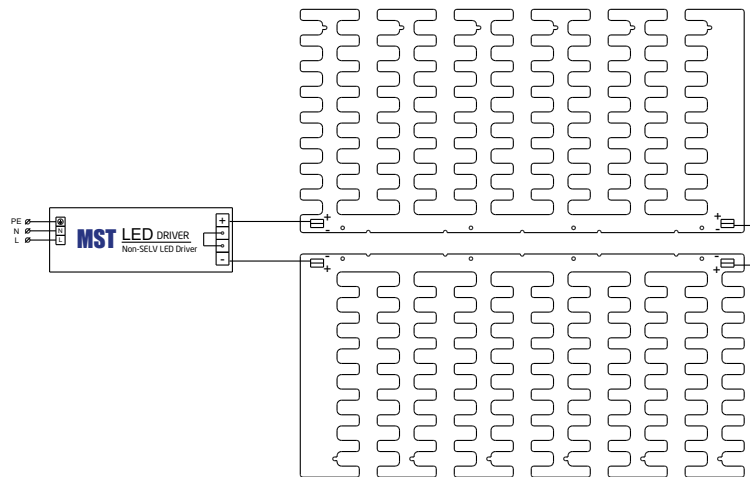 PE
N
L
N
L
MST LED DRIVER
Non-SELV LED Driver
+
-
+
-
+
-
-
+
-
+